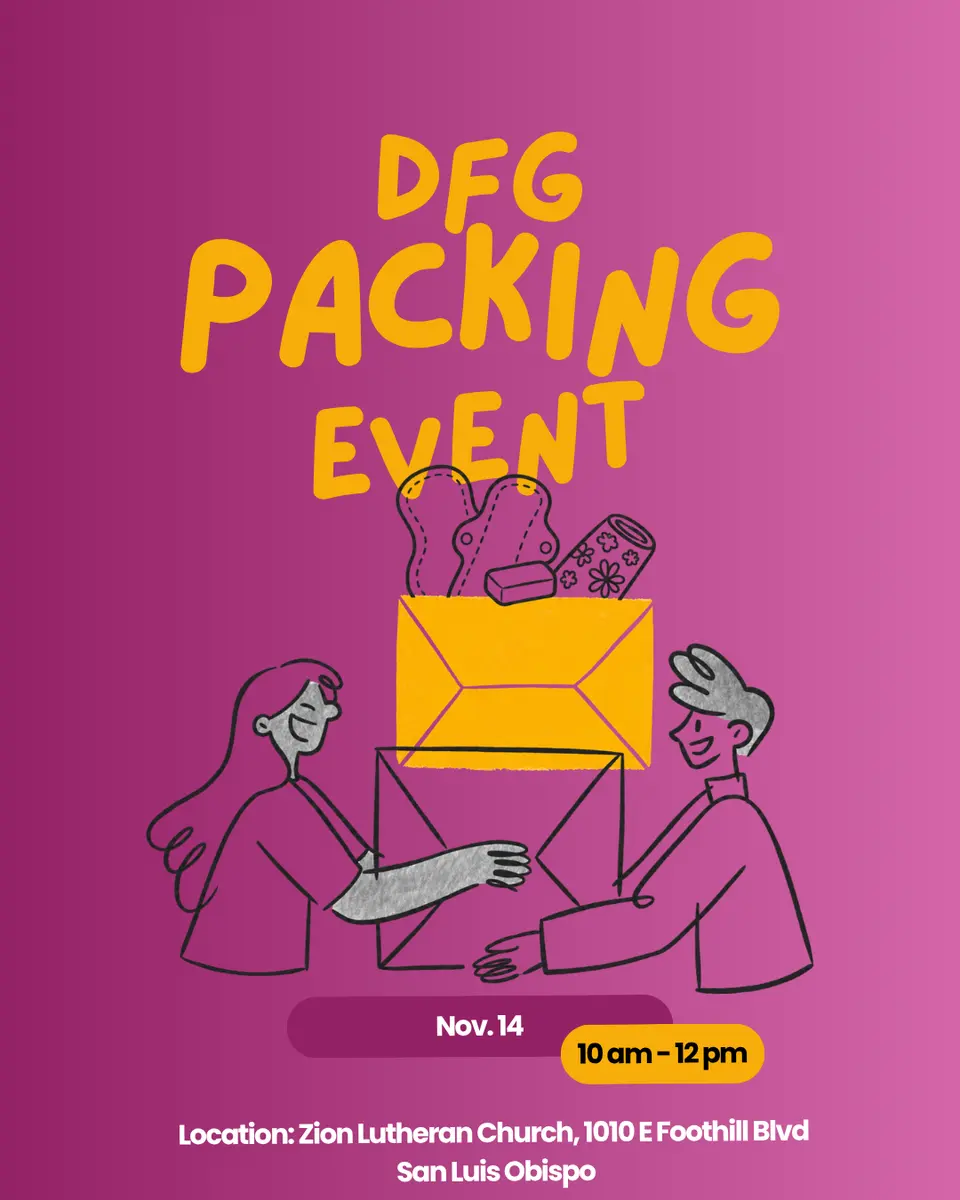 DFG
PACKING
EVENT
Nov. 14
10 am - 12 pm
Location: Zion Lutheran Church, 1010 E Foothill Blvd
San Luis Obispo